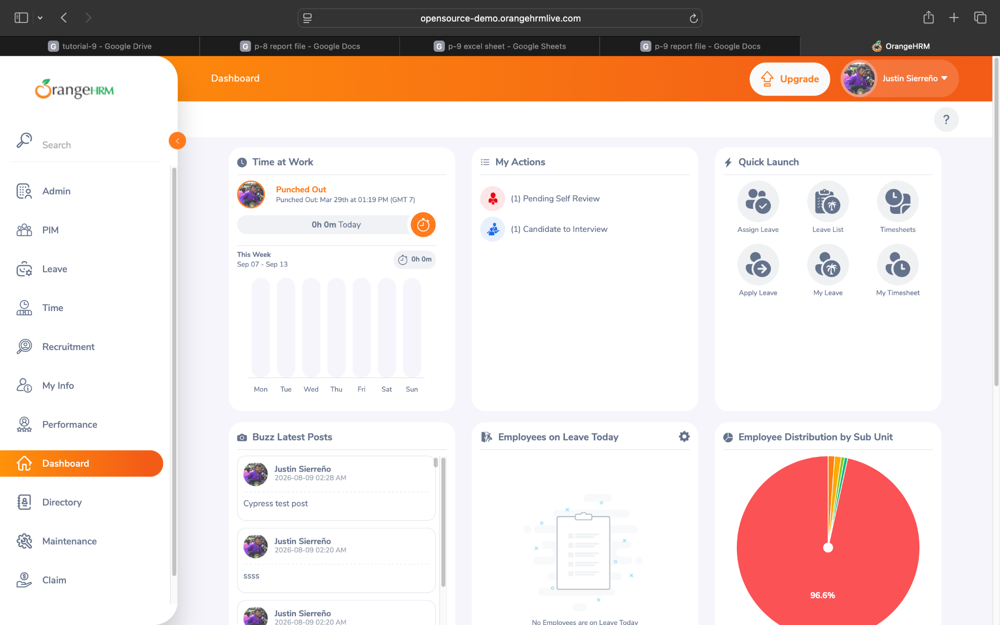 opensource-demo.orangehrmlive.com
G tutorial-9 - Google Drive
G p-8 report file - Google Docs
G p-9 excel sheet - Google Sheets
G p-9 report file - Google Docs
OrangeHRM
OrangeHRM
Search
Admin
PIM
Leave
Time
Recruitment
My Info
Performance
Dashboard
Directory
Maintenance
Claim
Dashboard
Upgrade
Justin Sierreño
?
Time at Work
Punched Out
Punched Out: Mar 29th at 01:19 PM (GMT 7)
0h 0m Today
This Week
Sep 07 - Sep 13
0h 0m
Mon Tue Wed Thu Fri Sat Sun
My Actions
(1) Pending Self Review
(1) Candidate to Interview
Quick Launch
Assign Leave
Leave List
Timesheets
Apply Leave
My Leave
My Timesheet
Buzz Latest Posts
Justin Sierreño
2026-08-09 02:28 AM
Cypress test post
Justin Sierreño
2026-08-09 02:20 AM
ssss
Justin Sierreño
2026-08-09 02:20 AM
Employees on Leave Today
No Employees are on Leave Today
Employee Distribution by Sub Unit
96.6%